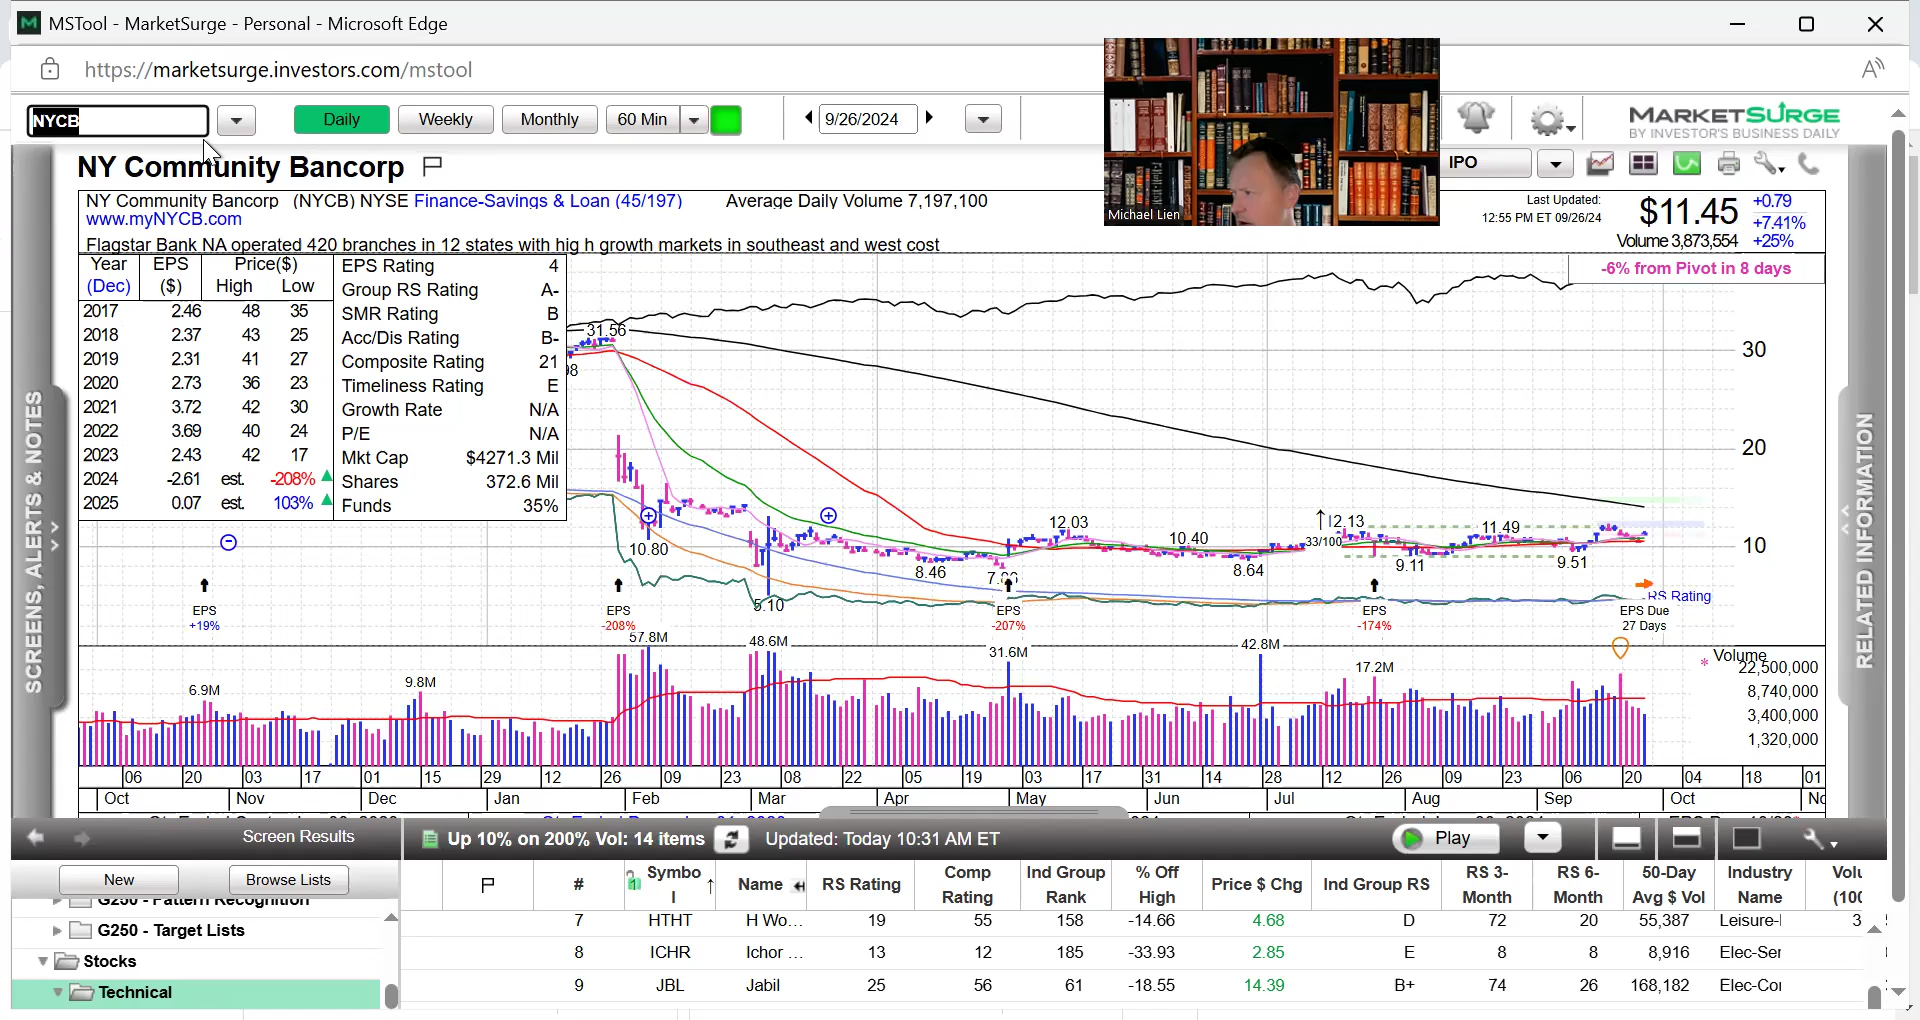 MSTool - MarketSurge - Personal - Microsoft Edge
https://marketsurge.investors.com/mstool
NYCB
Daily
Weekly
Monthly
60 Min
9/26/2024
MARKETSURGE
BY INVESTOR'S BUSINESS DAILY
NY Community Bancorp
IPO
Michael Lien
NY Community Bancorp (NYCB) NYSE Finance-Savings & Loan (45/197) Average Daily Volume 7,197,100
www.myNYCB.com
Flagstar Bank NA operated 420 branches in 12 states with hig h growth markets in southeast and west cost
Last Updated:
12:55 PM ET 09/26/24
$11.45
+0.79
+7.41%
Volume 3,873,554 +25%
-6% from Pivot in 8 days
Year EPS Price($)
(Dec) ($) High Low
2017 2.46 48 35
2018 2.37 43 25
2019 2.31 41 27
2020 2.73 36 23
2021 3.72 42 30
2022 3.69 40 24
2023 2.43 42 17
2024 -2.61 est. -208%
2025 0.07 est. 103%
EPS Rating 4
Group RS Rating A-
SMR Rating B
Acc/Dis Rating B-
Composite Rating 21
Timeliness Rating E
Growth Rate N/A
P/E N/A
Mkt Cap $4271.3 Mil
Shares 372.6 Mil
Funds 35%
31.56
98
30
20
10
10.80
5.10
8.46
12.03
10.40
8.64
12.13
33/100
9.11
11.49
9.51
RS Rating
EPS
+19%
EPS
-208%
EPS
-207%
EPS
-174%
EPS Due
27 Days
6.9M
9.8M
57.8M
48.6M
31.6M
42.8M
17.2M
Volume
22,500,000
8,740,000
3,400,000
1,320,000
06 20 03 17 01 15 29 12 26 09 23 08 22 05 19 03 17 31 14 28 12 26 09 23 06 20 04 18 01
Oct Nov Dec Jan Feb Mar Apr May Jun Jul Aug Sep Oct
SCREENS, ALERTS & NOTES
RELATED INFORMATION
Screen Results
Up 10% on 200% Vol: 14 items
Updated: Today 10:31 AM ET
Play
New
Browse Lists
G250 - Pattern Recognition
G250 - Target Lists
Stocks
Technical
# Symbo l Name RS Rating Comp Rating Ind Group Rank % Off High Price $ Chg Ind Group RS RS 3-Month RS 6-Month 50-Day Avg $ Vol Industry Name Volu (100
7 HTHT H Wo... 19 55 158 -14.66 4.68 D 72 20 55,387 Leisure-l 3
8 ICHR Ichor ... 13 12 185 -33.93 2.85 E 8 8 8,916 Elec-Ser
9 JBL Jabil 25 56 61 -18.55 14.39 B+ 74 26 168,182 Elec-Cor